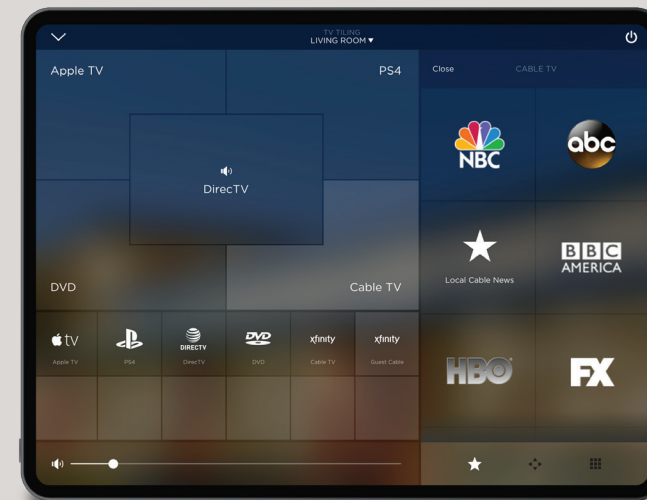 TV TILING
LIVING ROOM ▼
Apple TV
PS4
DirecTV
DVD
Cable TV
Close
CABLE TV
NBC
abc
Local Cable News
BBC
AMERICA
HBO
FX
tv
DIRECTV
DVD
xfinity
xfinity
Apple TV
PS4
DirecTV
DVD
Cable TV
Guest Cable